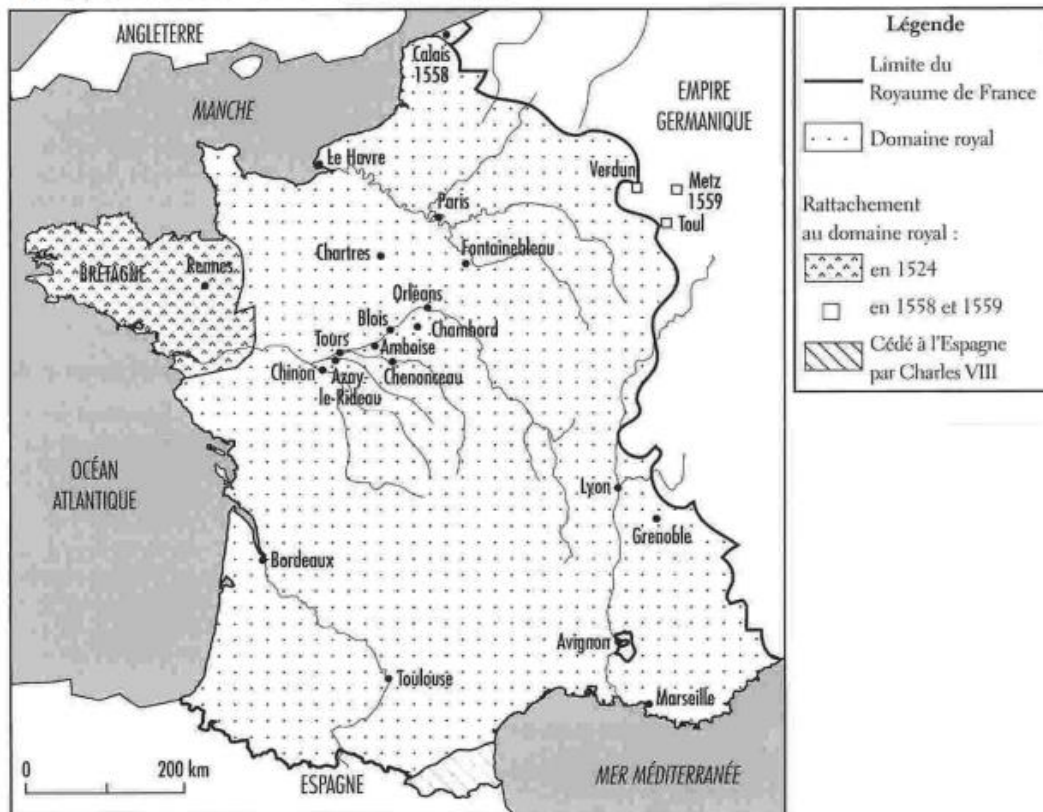 ANGLETERRE
MANCHE
Calais
1558
EMPIRE
GERMANIQUE
Le Havre
Verdun
Metz
1559
Toul
Paris
Fontainebleau
Chartres
BRETAGNE
Rennes
Orléans
Blois
Chambord
Tours
Amboise
Chinon
Azay-
le-Rideau
Chenonceau
OCÉAN
ATLANTIQUE
Lyon
Grenoble
Bordeaux
Avignon
Toulouse
Marseille
0
200 km
ESPAGNE
MER MÉDITERRANÉE
Légende
Limite du
Royaume de France
Domaine royal
Rattachement
au domaine royal :
en 1524
en 1558 et 1559
Cédé à l'Espagne
par Charles VIII